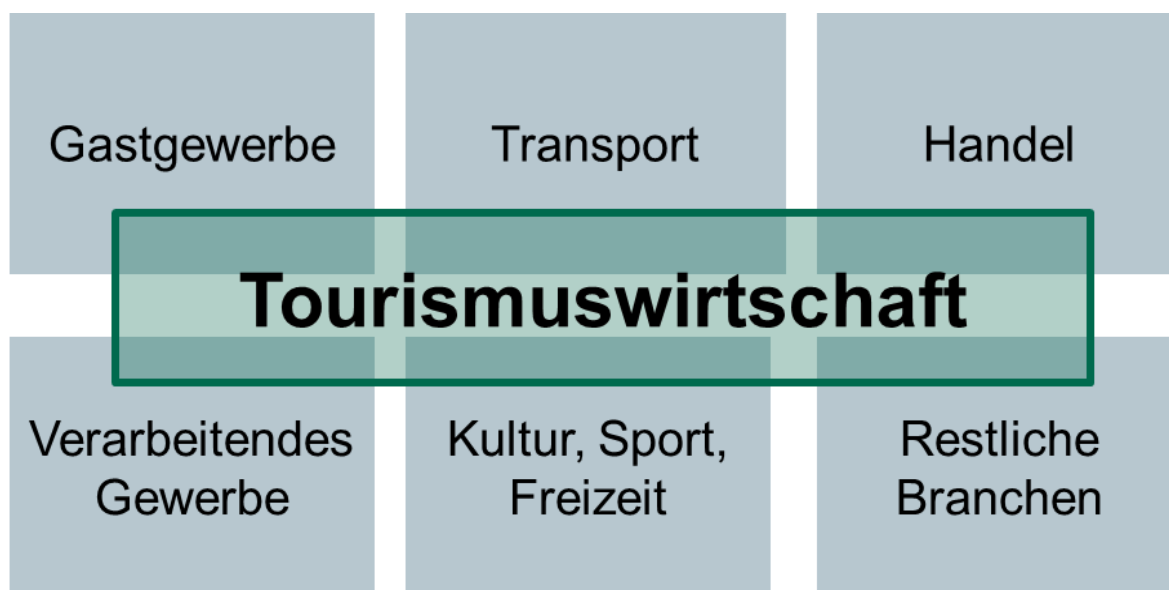 Gastgewerbe
Transport
Handel
Tourismuswirtschaft
Verarbeitendes
Gewerbe
Kultur, Sport,
Freizeit
Restliche
Branchen